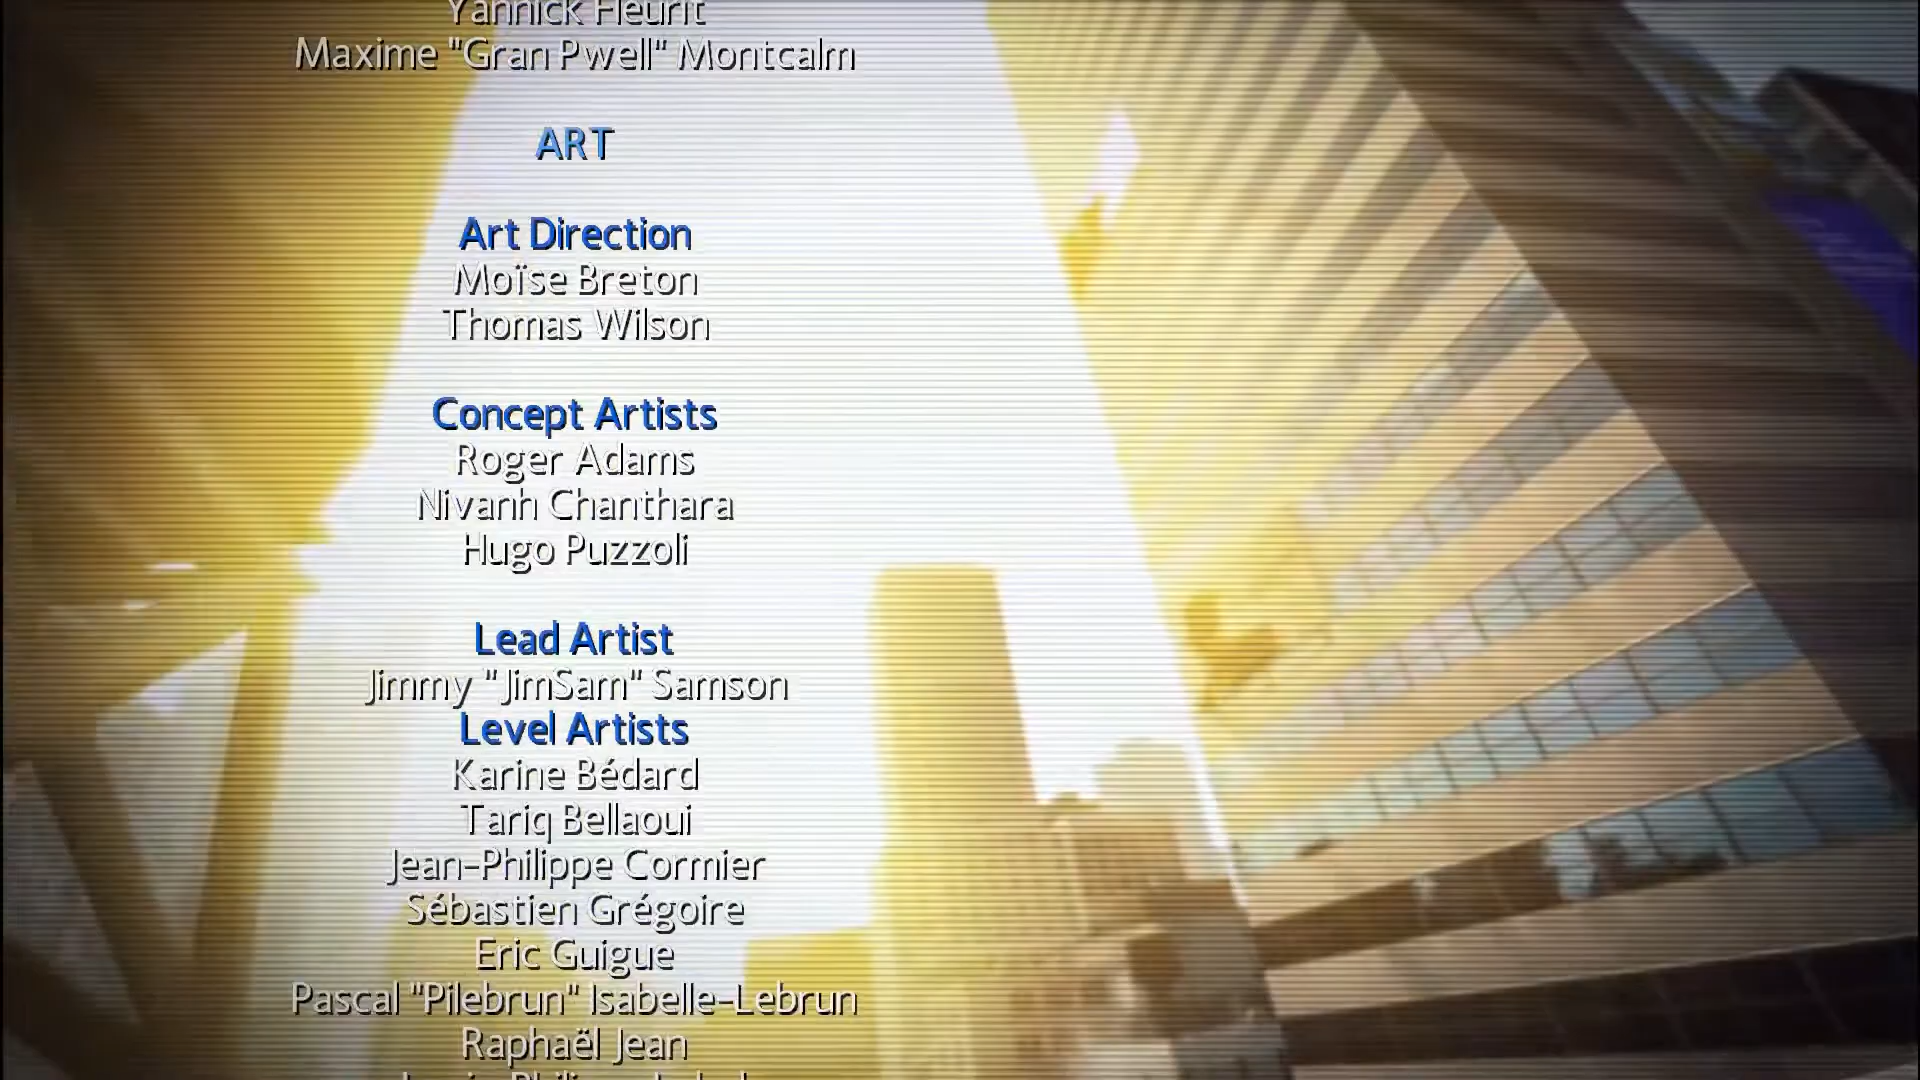 Yannick Fleurit
Maxime "Gran Pwell" Montcalm
ART
Art Direction
Moïse Breton
Thomas Wilson
Concept Artists
Roger Adams
Nivanh Chanthara
Hugo Puzzoli
Lead Artist
Jimmy "JimSam" Samson
Level Artists
Karine Bédard
Tariq Bellaoui
Jean-Philippe Cormier
Sébastien Grégoire
Eric Guigue
Pascal "Pilebrun" Isabelle-Lebrun
Raphaël Jean